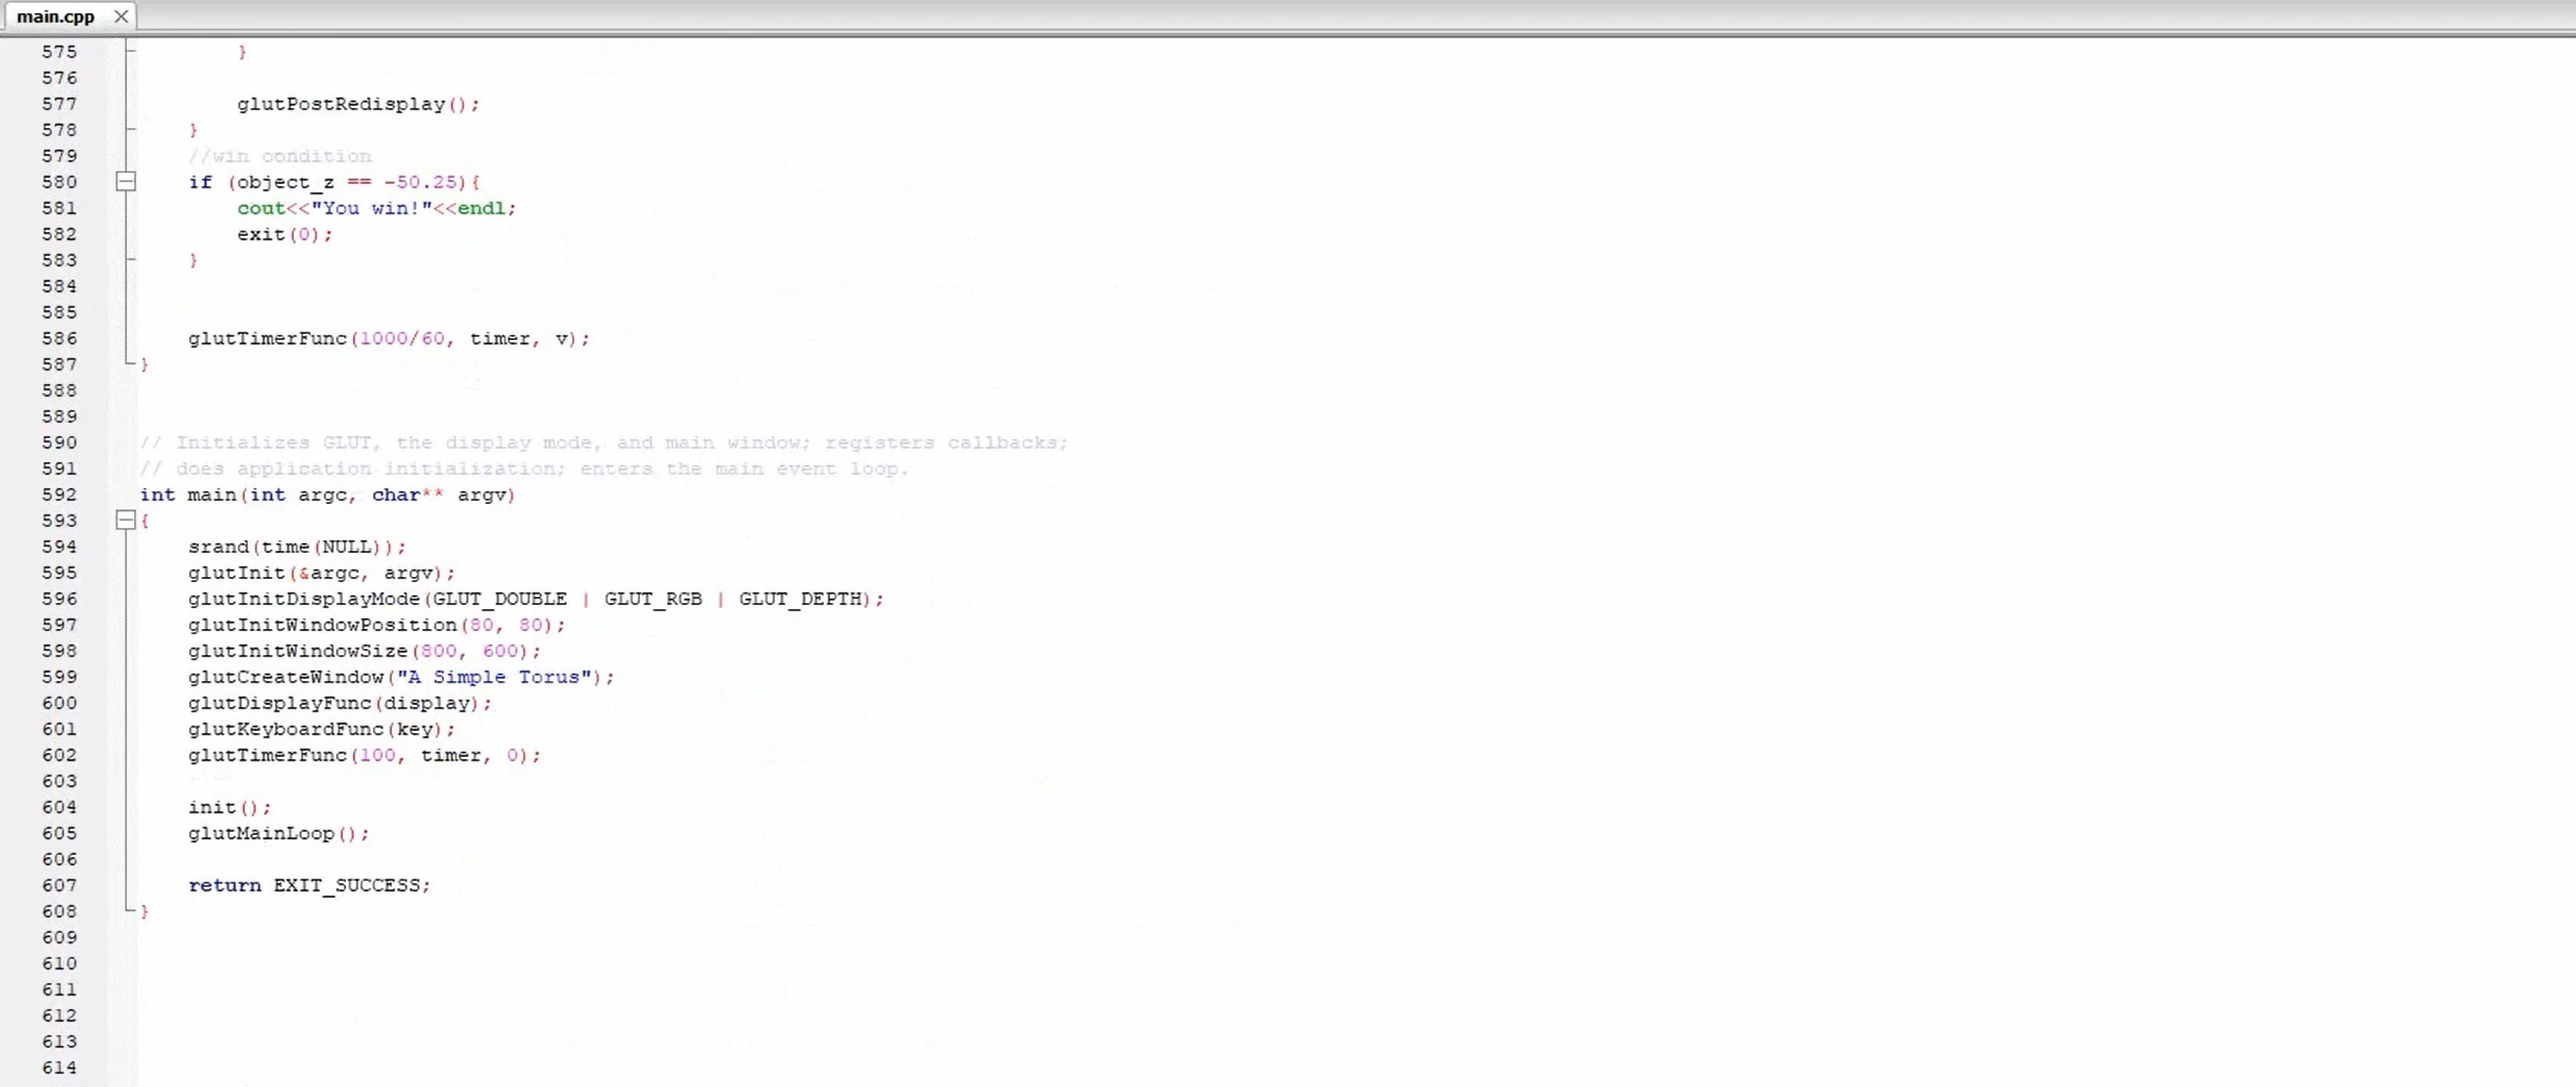 main.cpp
575 }
576
577 glutPostRedisplay();
578 }
579 //win condition
580 if (object_z == -50.25){
581 cout<<"You win!"<<endl;
582 exit(0);
583 }
584
585
586 glutTimerFunc(1000/60, timer, v);
587 }
588
589
590 // Initializes GLUT, the display mode, and main window; registers callbacks;
591 // does application initialization; enters the main event loop.
592 int main(int argc, char** argv)
593 {
594 srand(time(NULL));
595 glutInit(&argc, argv);
596 glutInitDisplayMode(GLUT_DOUBLE | GLUT_RGB | GLUT_DEPTH);
597 glutInitWindowPosition(80, 80);
598 glutInitWindowSize(800, 600);
599 glutCreateWindow("A Simple Torus");
600 glutDisplayFunc(display);
601 glutKeyboardFunc(key);
602 glutTimerFunc(100, timer, 0);
603
604 init();
605 glutMainLoop();
606
607 return EXIT_SUCCESS;
608 }
609
610
611
612
613
614